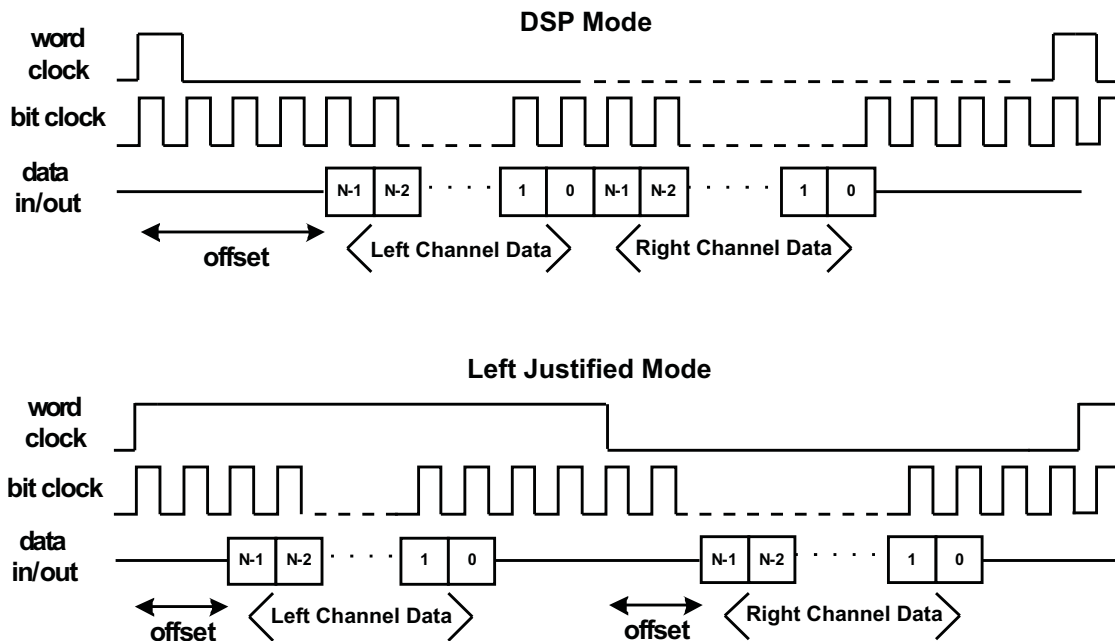 DSP Mode
word
clock
bit clock
data
in/out
N-1 N-2 · · · · · 1 0 N-1 N-2 · · · · · 1 0
offset
Left Channel Data
Right Channel Data
Left Justified Mode
word
clock
bit clock
data
in/out
N-1 N-2 · · · · · 1 0 N-1 N-2 · · · · · 1 0
offset
Left Channel Data
offset
Right Channel Data